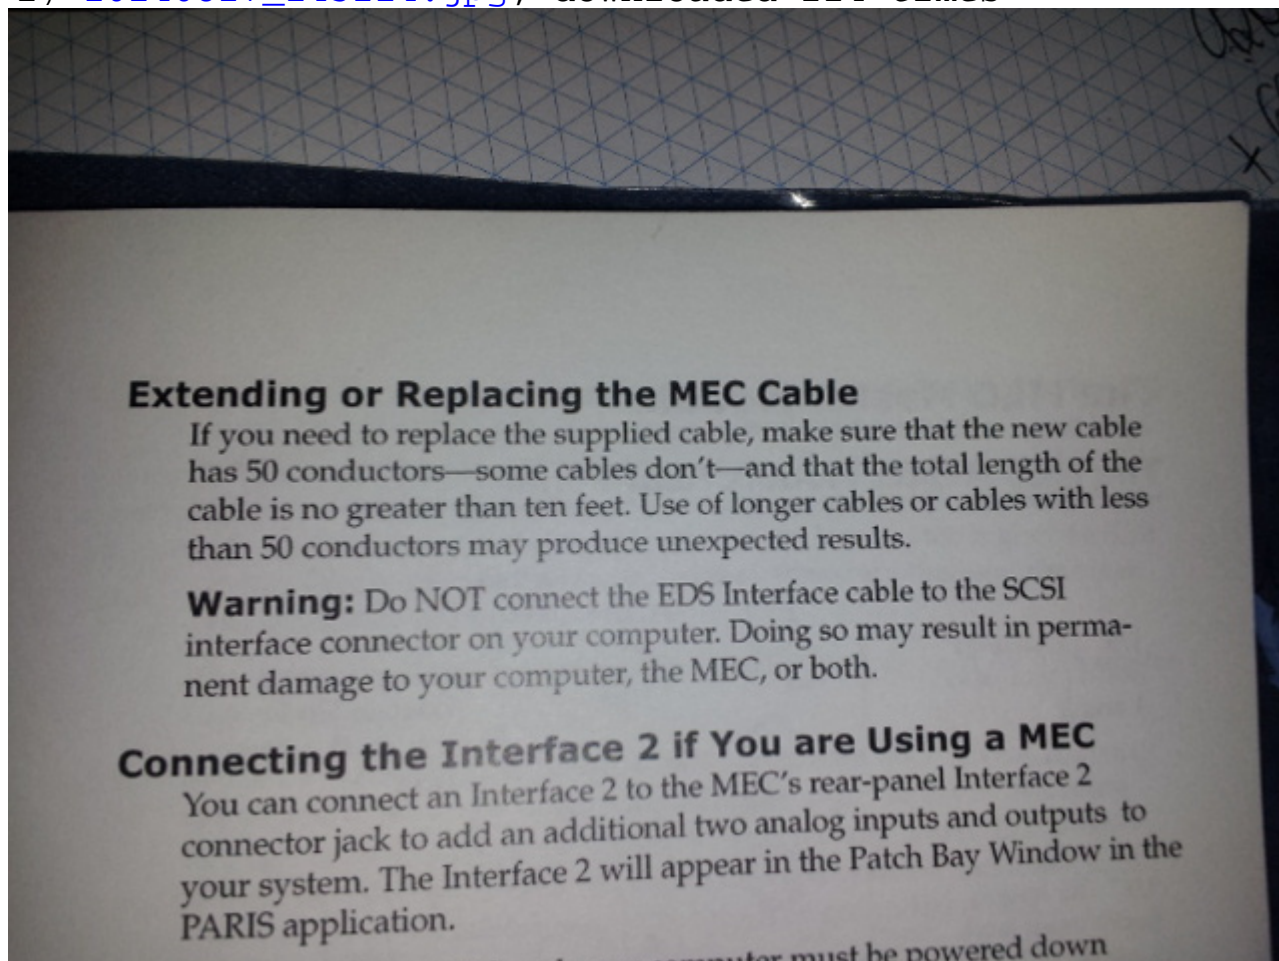 Extending or Replacing the MEC Cable
If you need to replace the supplied cable, make sure that the new cable
has 50 conductors—some cables don't—and that the total length of the
cable is no greater than ten feet. Use of longer cables or cables with less
than 50 conductors may produce unexpected results.
Warning: Do NOT connect the EDS Interface cable to the SCSI
interface connector on your computer. Doing so may result in perma-
nent damage to your computer, the MEC, or both.
Connecting the Interface 2 if You are Using a MEC
You can connect an Interface 2 to the MEC's rear-panel Interface 2
connector jack to add an additional two analog inputs and outputs to
your system. The Interface 2 will appear in the Patch Bay Window in the
PARIS application.
must be powered down